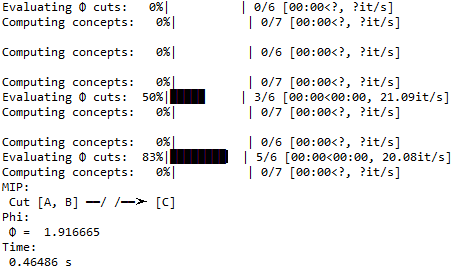 Evaluating Φ cuts:   0%|          | 0/6 [00:00<?, ?it/s]
Computing concepts:   0%|          | 0/7 [00:00<?, ?it/s]
Computing concepts:   0%|          | 0/6 [00:00<?, ?it/s]
Computing concepts:   0%|          | 0/7 [00:00<?, ?it/s]
Evaluating Φ cuts:  50%|█████     | 3/6 [00:00<00:00, 21.09it/s]
Computing concepts:   0%|          | 0/7 [00:00<?, ?it/s]
Computing concepts:   0%|          | 0/6 [00:00<?, ?it/s]
Evaluating Φ cuts:  83%|████████▎ | 5/6 [00:00<00:00, 20.08it/s]
Computing concepts:   0%|          | 0/7 [00:00<?, ?it/s]
MIP:
Cut [A, B] ━━/ /━━➤ [C]
Phi:
Φ =  1.916665
Time:
0.46486 s